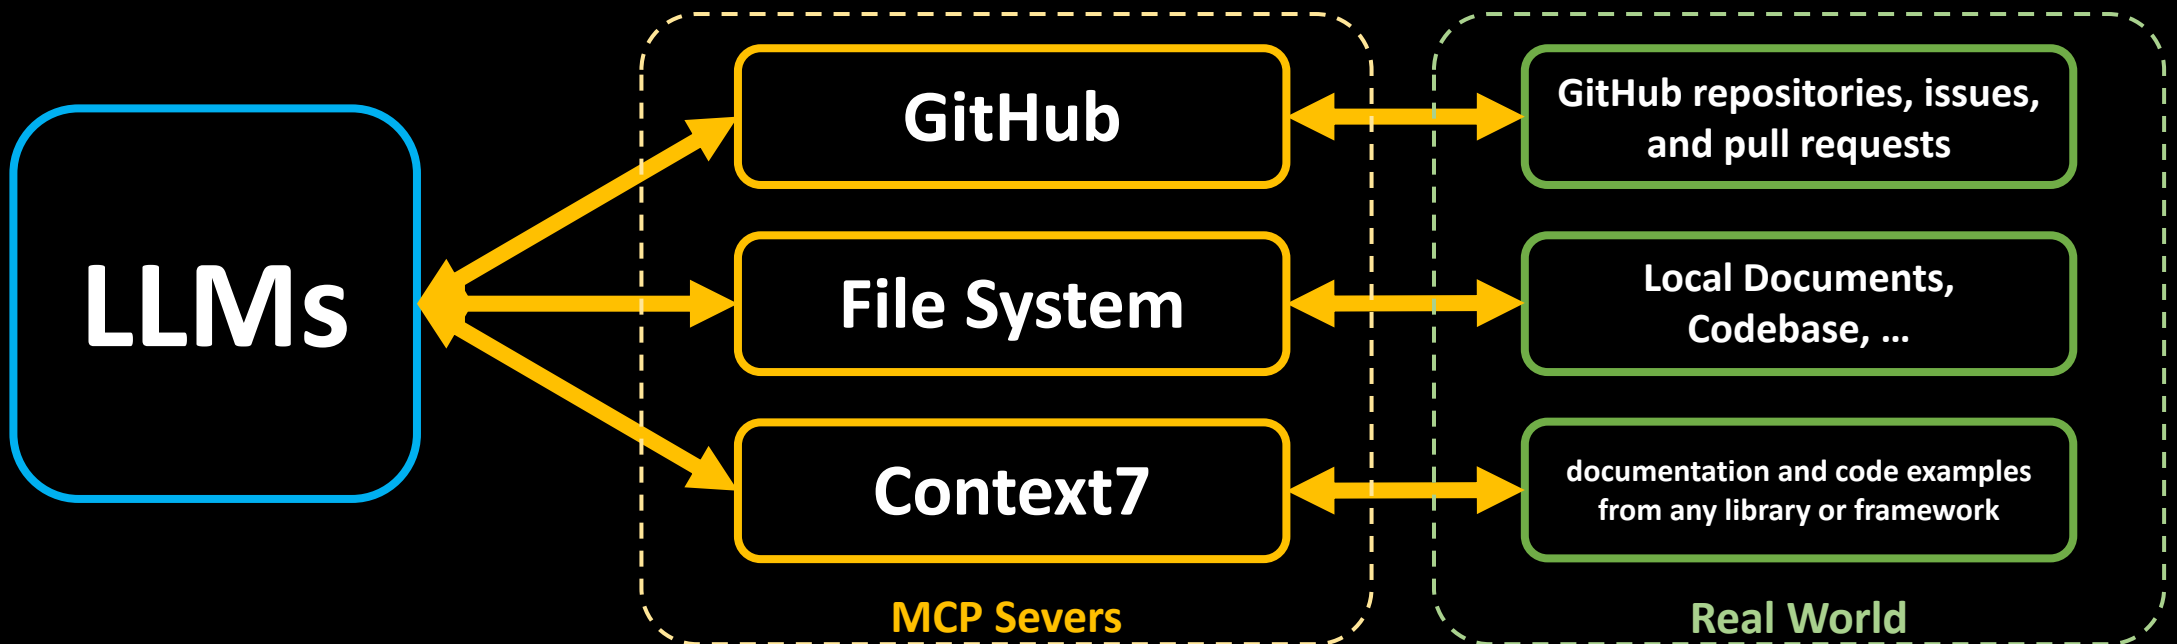 LLMs
GitHub
File System
Context7
MCP Severs
GitHub repositories, issues,
and pull requests
Local Documents,
Codebase, ...
documentation and code examples
from any library or framework
Real World